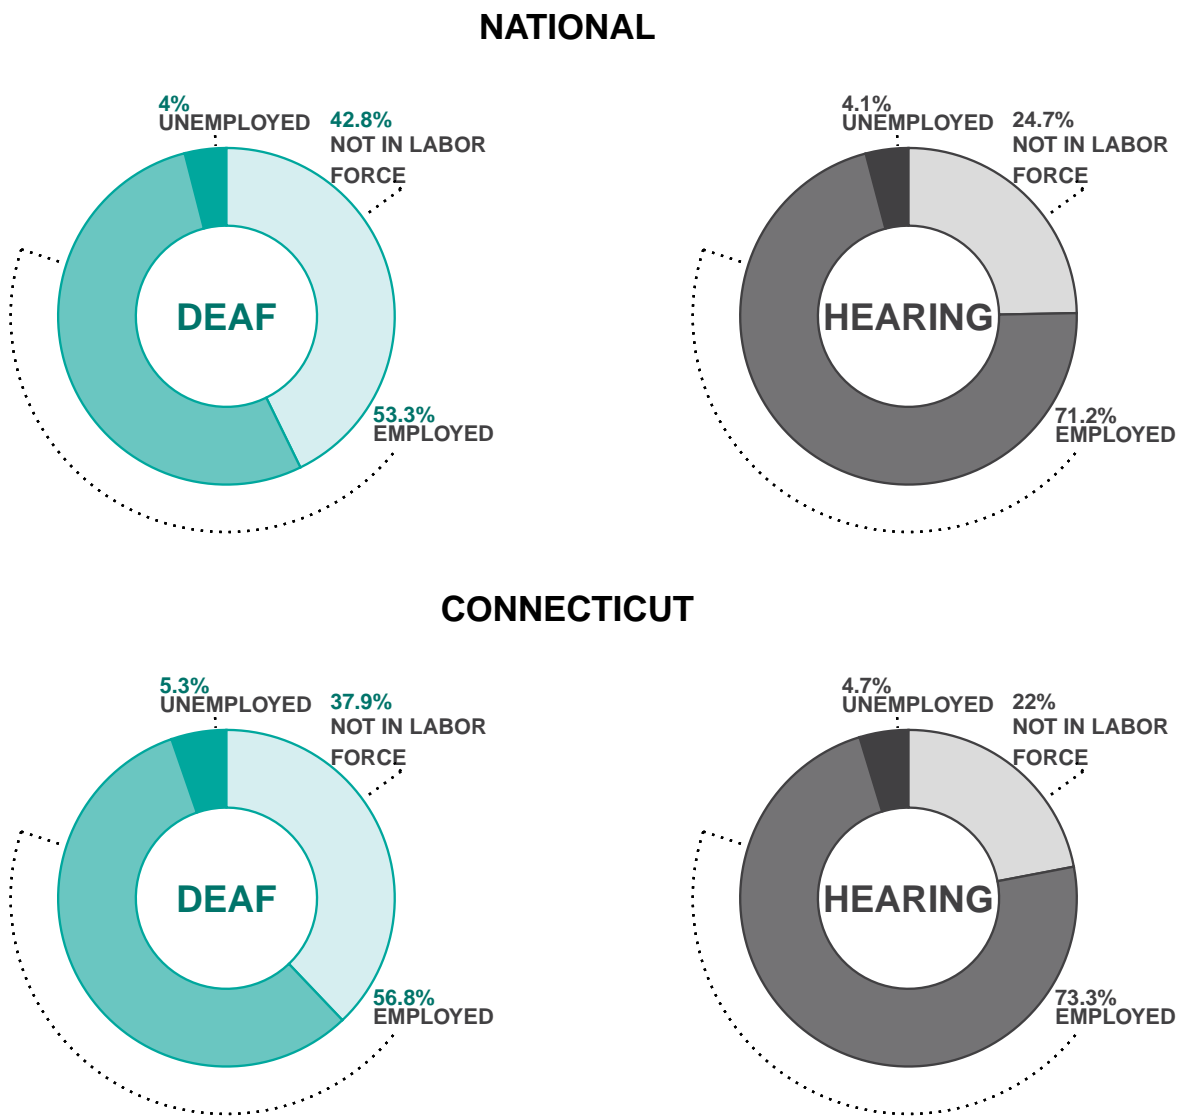 NATIONAL
4%
UNEMPLOYED
42.8%
NOT IN LABOR
FORCE
DEAF
53.3%
EMPLOYED
4.1%
UNEMPLOYED
24.7%
NOT IN LABOR
FORCE
HEARING
71.2%
EMPLOYED
CONNECTICUT
5.3%
UNEMPLOYED
37.9%
NOT IN LABOR
FORCE
DEAF
56.8%
EMPLOYED
4.7%
UNEMPLOYED
22%
NOT IN LABOR
FORCE
HEARING
73.3%
EMPLOYED